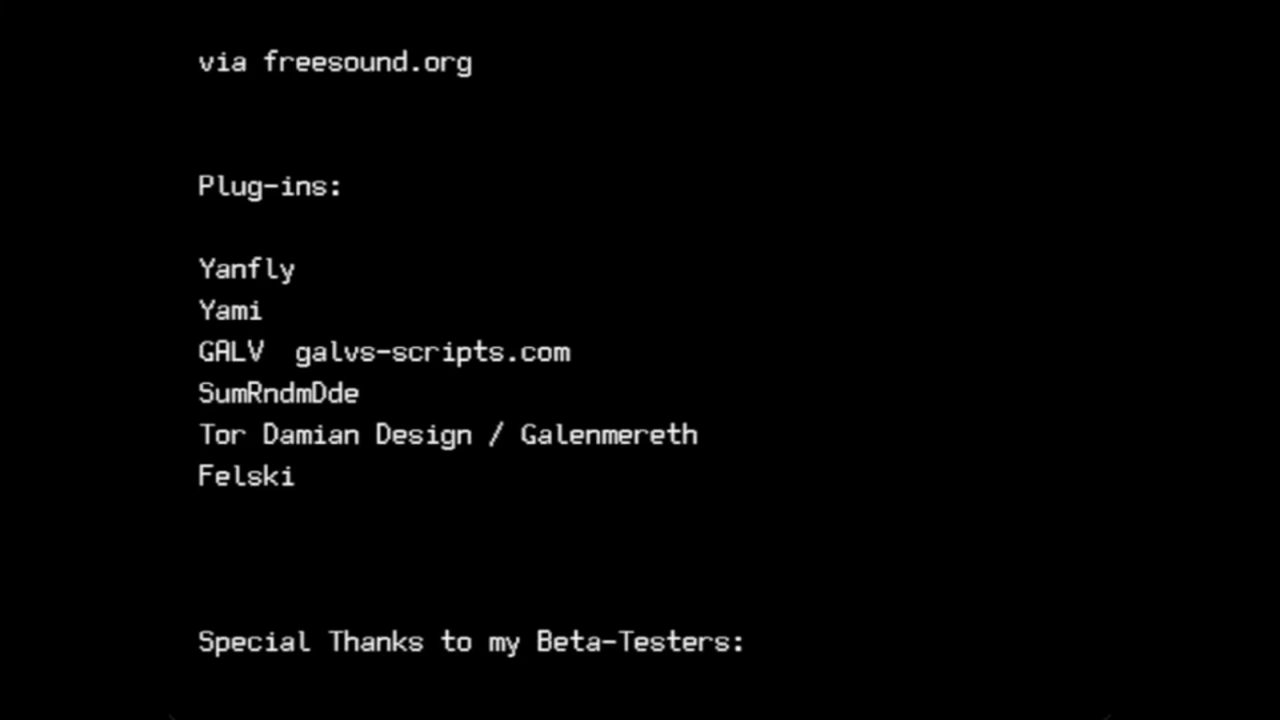 via freesound.org
Plug-ins:
Yanfly
Yami
GALV  galvs-scripts.com
SumRndmDde
Tor Damian Design / Galenmereth
Felski
Special Thanks to my Beta-Testers: